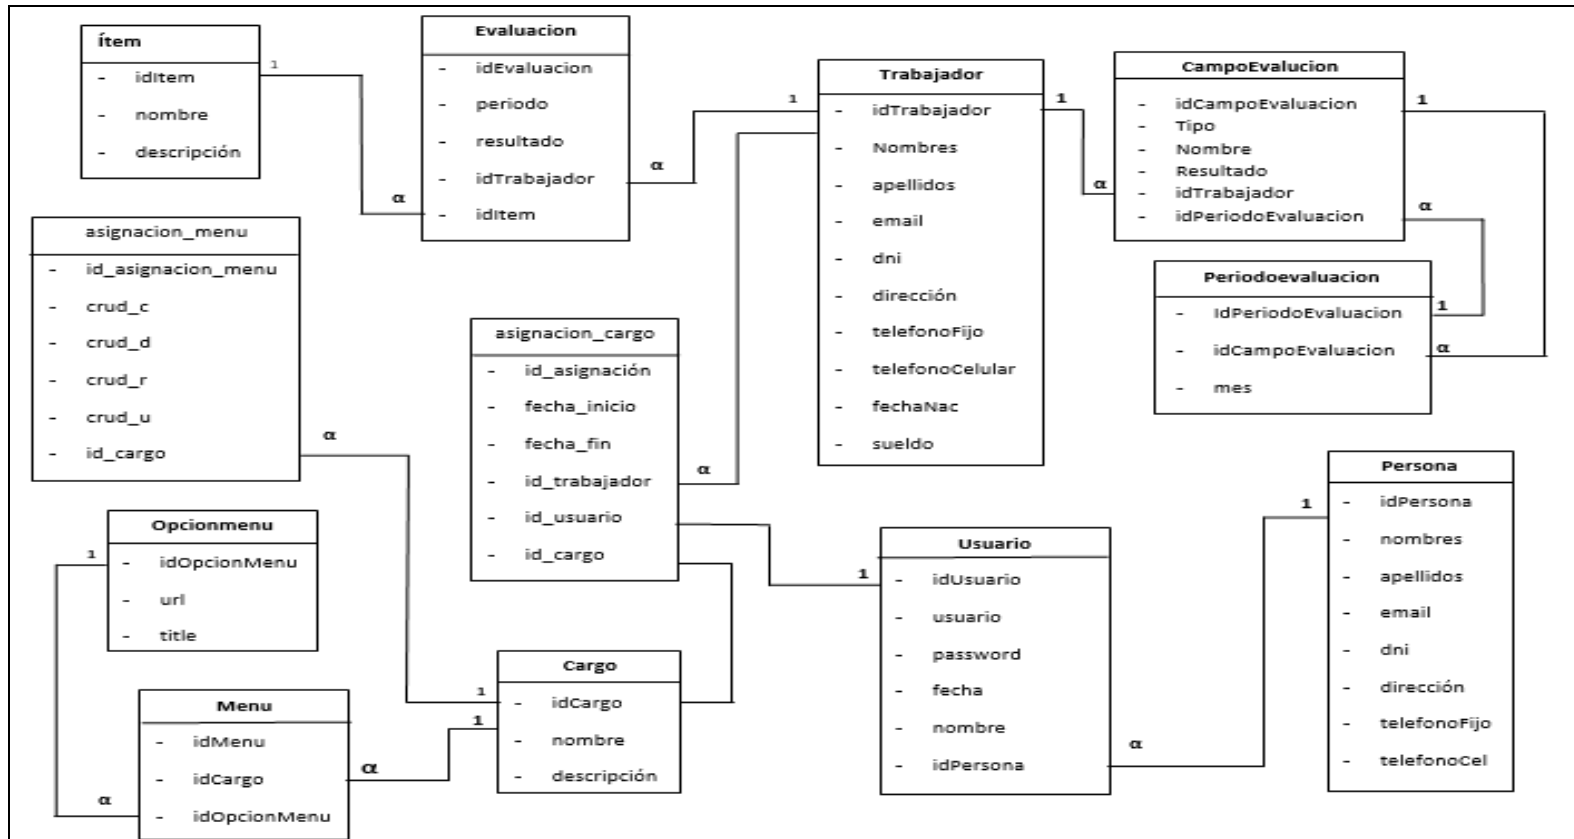 Ítem
- idItem
- nombre
- descripción
1
α
Evaluacion
- idEvaluacion
- periodo
- resultado
- idTrabajador
- idItem
α
1
Trabajador
- idTrabajador
- Nombres
- apellidos
- email
- dni
- dirección
- telefonoFijo
- telefonoCelular
- fechaNac
- sueldo
1
α
CampoEvalucion
- idCampoEvaluacion
- Tipo
- Nombre
- Resultado
- idTrabajador
- idPeriodoEvaluacion
1
α
Periodoevaluacion
- IdPeriodoEvaluacion
- idCampoEvaluacion
- mes
1
α
asignacion_menu
- id_asignacion_menu
- crud_c
- crud_d
- crud_r
- crud_u
- id_cargo
α
asignacion_cargo
- id_asignación
- fecha_inicio
- fecha_fin
- id_trabajador
- id_usuario
- id_cargo
α
Opcionmenu
- idOpcionMenu
- url
- title
1
α
Menu
- idMenu
- idCargo
- idOpcionMenu
α
1
1
Cargo
- idCargo
- nombre
- descripción
1
Usuario
- idUsuario
- usuario
- password
- fecha
- nombre
- idPersona
α
1
Persona
- idPersona
- nombres
- apellidos
- email
- dni
- dirección
- telefonoFijo
- telefonoCel